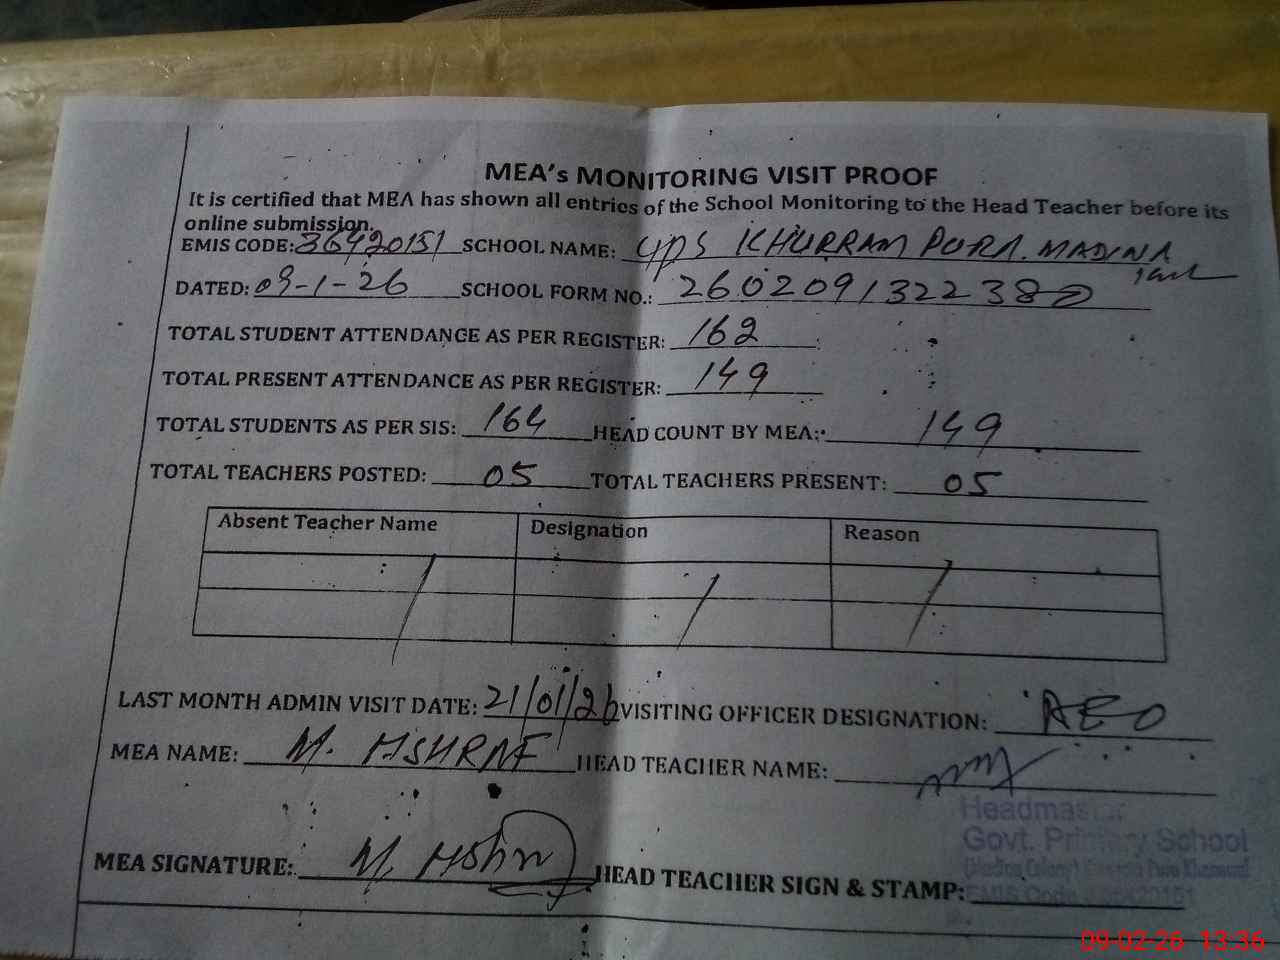 MEA's MONITORING VISIT PROOF
It is certified that MEA has shown all entries of the School Monitoring to the Head Teacher before its
online submission.
EMIS CODE: 36420151 SCHOOL NAME: GPS KHURRAM PURA. MADINA
DATED: 09-1-26 SCHOOL FORM NO.: 2602091322380
TOTAL STUDENT ATTENDANCE AS PER REGISTER: 162
TOTAL PRESENT ATTENDANCE AS PER REGISTER: 149
TOTAL STUDENTS AS PER SIS: 164 HEAD COUNT BY MEA: 149
TOTAL TEACHERS POSTED: 05 TOTAL TEACHERS PRESENT: 05
Absent Teacher Name Designation Reason
LAST MONTH ADMIN VISIT DATE: 21/01/26 VISITING OFFICER DESIGNATION: AEO
MEA NAME: M. HEAD TEACHER NAME:
Headmaster
Govt. Primary School
MEA SIGNATURE: HEAD TEACHER SIGN & STAMP:
EMIS Code
09-02-26 13:36